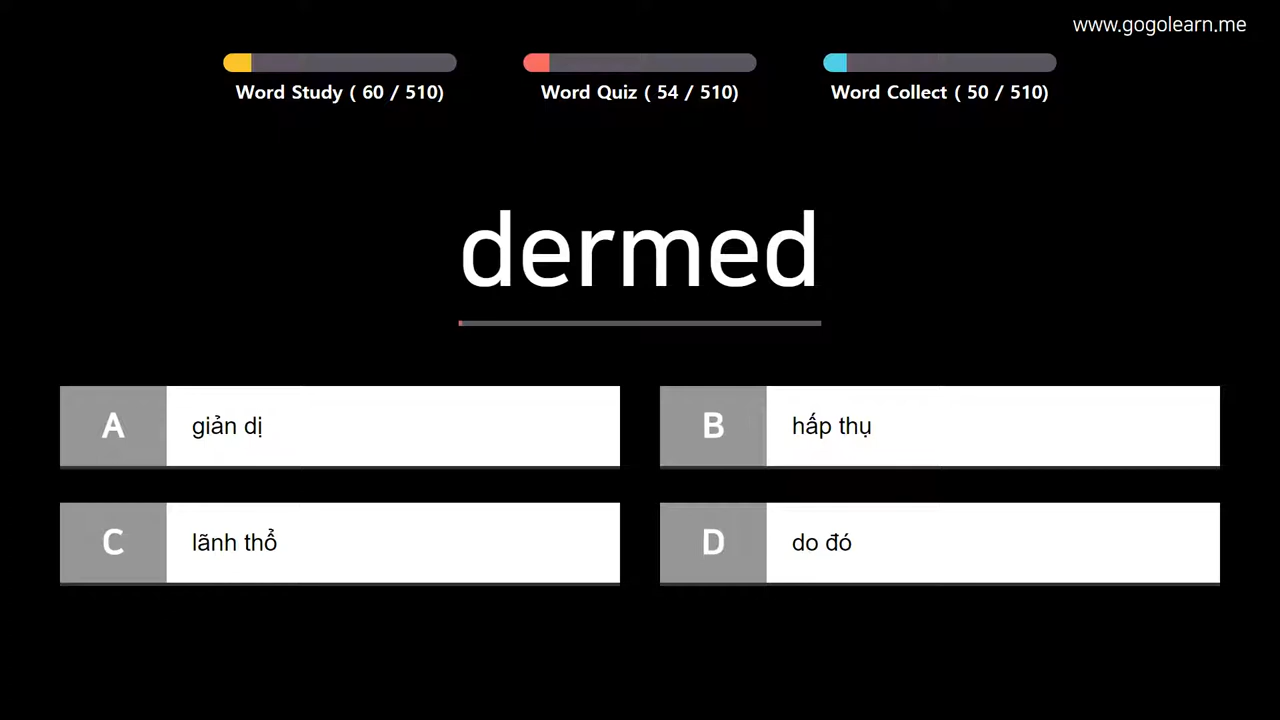 www.gogolearn.me
Word Study ( 60 / 510)
Word Quiz ( 54 / 510)
Word Collect ( 50 / 510)
dermed
A giản dị
B hấp thụ
C lãnh thổ
D do đó